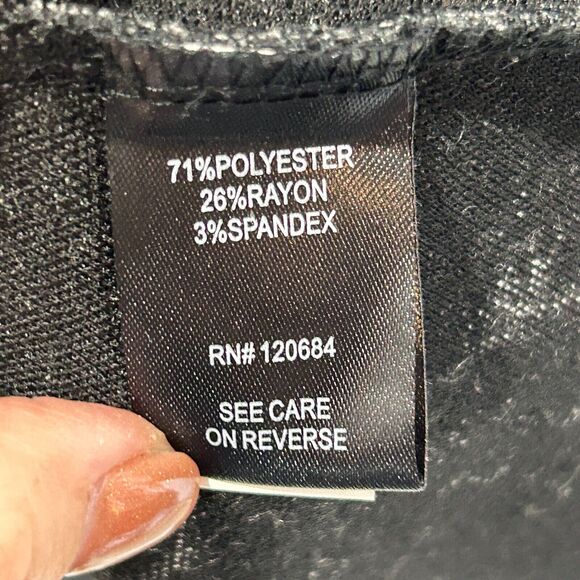 71%POLYESTER
26%RAYON
3%SPANDEX
RN# 120684
SEE CARE
ON REVERSE